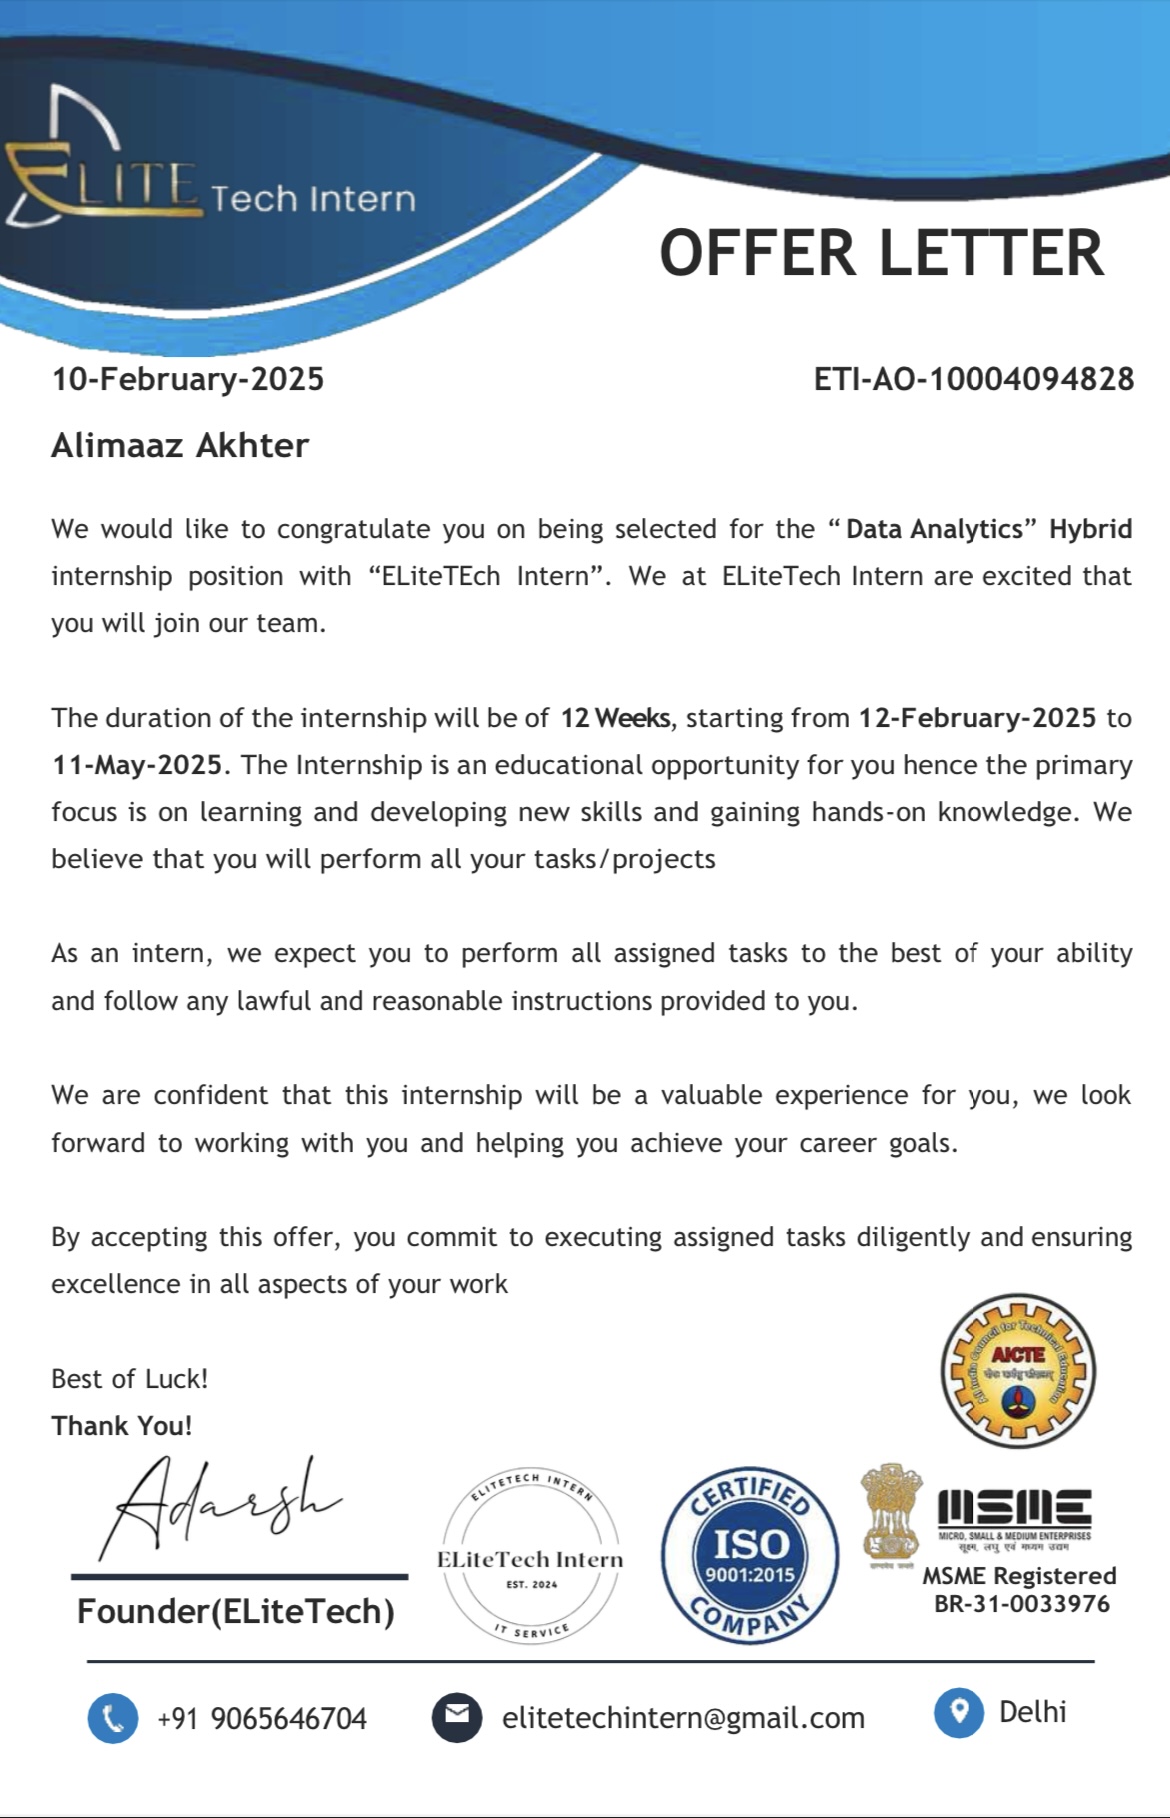 ELITE Tech Intern
OFFER LETTER
10-February-2025 ETI-AO-10004094828
Alimaaz Akhter
We would like to congratulate you on being selected for the “ Data Analytics” Hybrid
internship position with “ELiteTEch Intern”. We at ELiteTech Intern are excited that
you will join our team.
The duration of the internship will be of 12 Weeks, starting from 12-February-2025 to
11-May-2025. The Internship is an educational opportunity for you hence the primary
focus is on learning and developing new skills and gaining hands-on knowledge. We
believe that you will perform all your tasks/projects
As an intern, we expect you to perform all assigned tasks to the best of your ability
and follow any lawful and reasonable instructions provided to you.
We are confident that this internship will be a valuable experience for you, we look
forward to working with you and helping you achieve your career goals.
By accepting this offer, you commit to executing assigned tasks diligently and ensuring
excellence in all aspects of your work
Best of Luck!
Thank You!
Adarsh
Founder(ELiteTech)
ELITETECH INTERN
ELiteTech Intern
EST. 2024
IT SERVICE
CERTIFIED
ISO
9001:2015
COMPANY
All India Council for Technical Education
AICTE
MSME
MICRO, SMALL & MEDIUM ENTERPRISES
सूक्ष्म, लघु एवं मध्यम उद्यम
MSME Registered
BR-31-0033976
+91 9065646704 elitetechintern@gmail.com Delhi